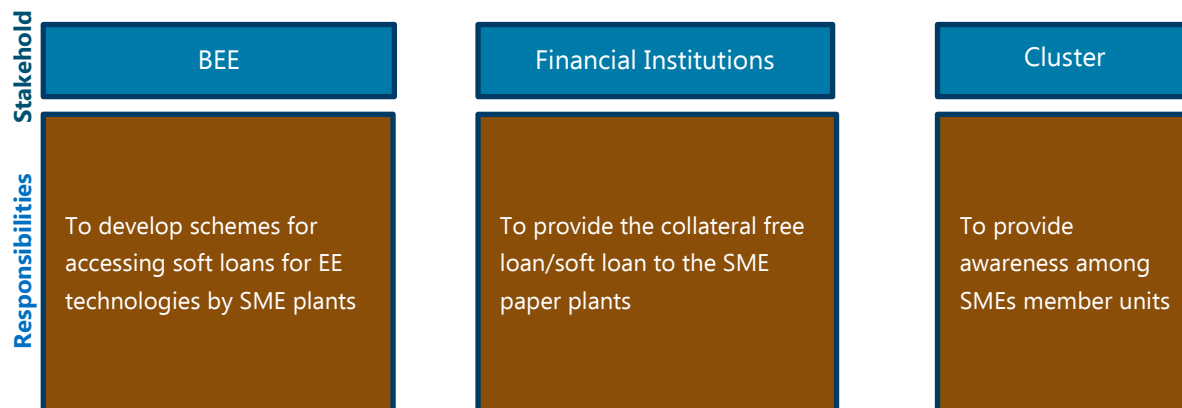 Stakehold
BEE
Financial Institutions
Cluster
Responsibilities
To develop schemes for
accessing soft loans for EE
technologies by SME plants
To provide the collateral free
loan/soft loan to the SME
paper plants
To provide
awareness among
SMEs member units